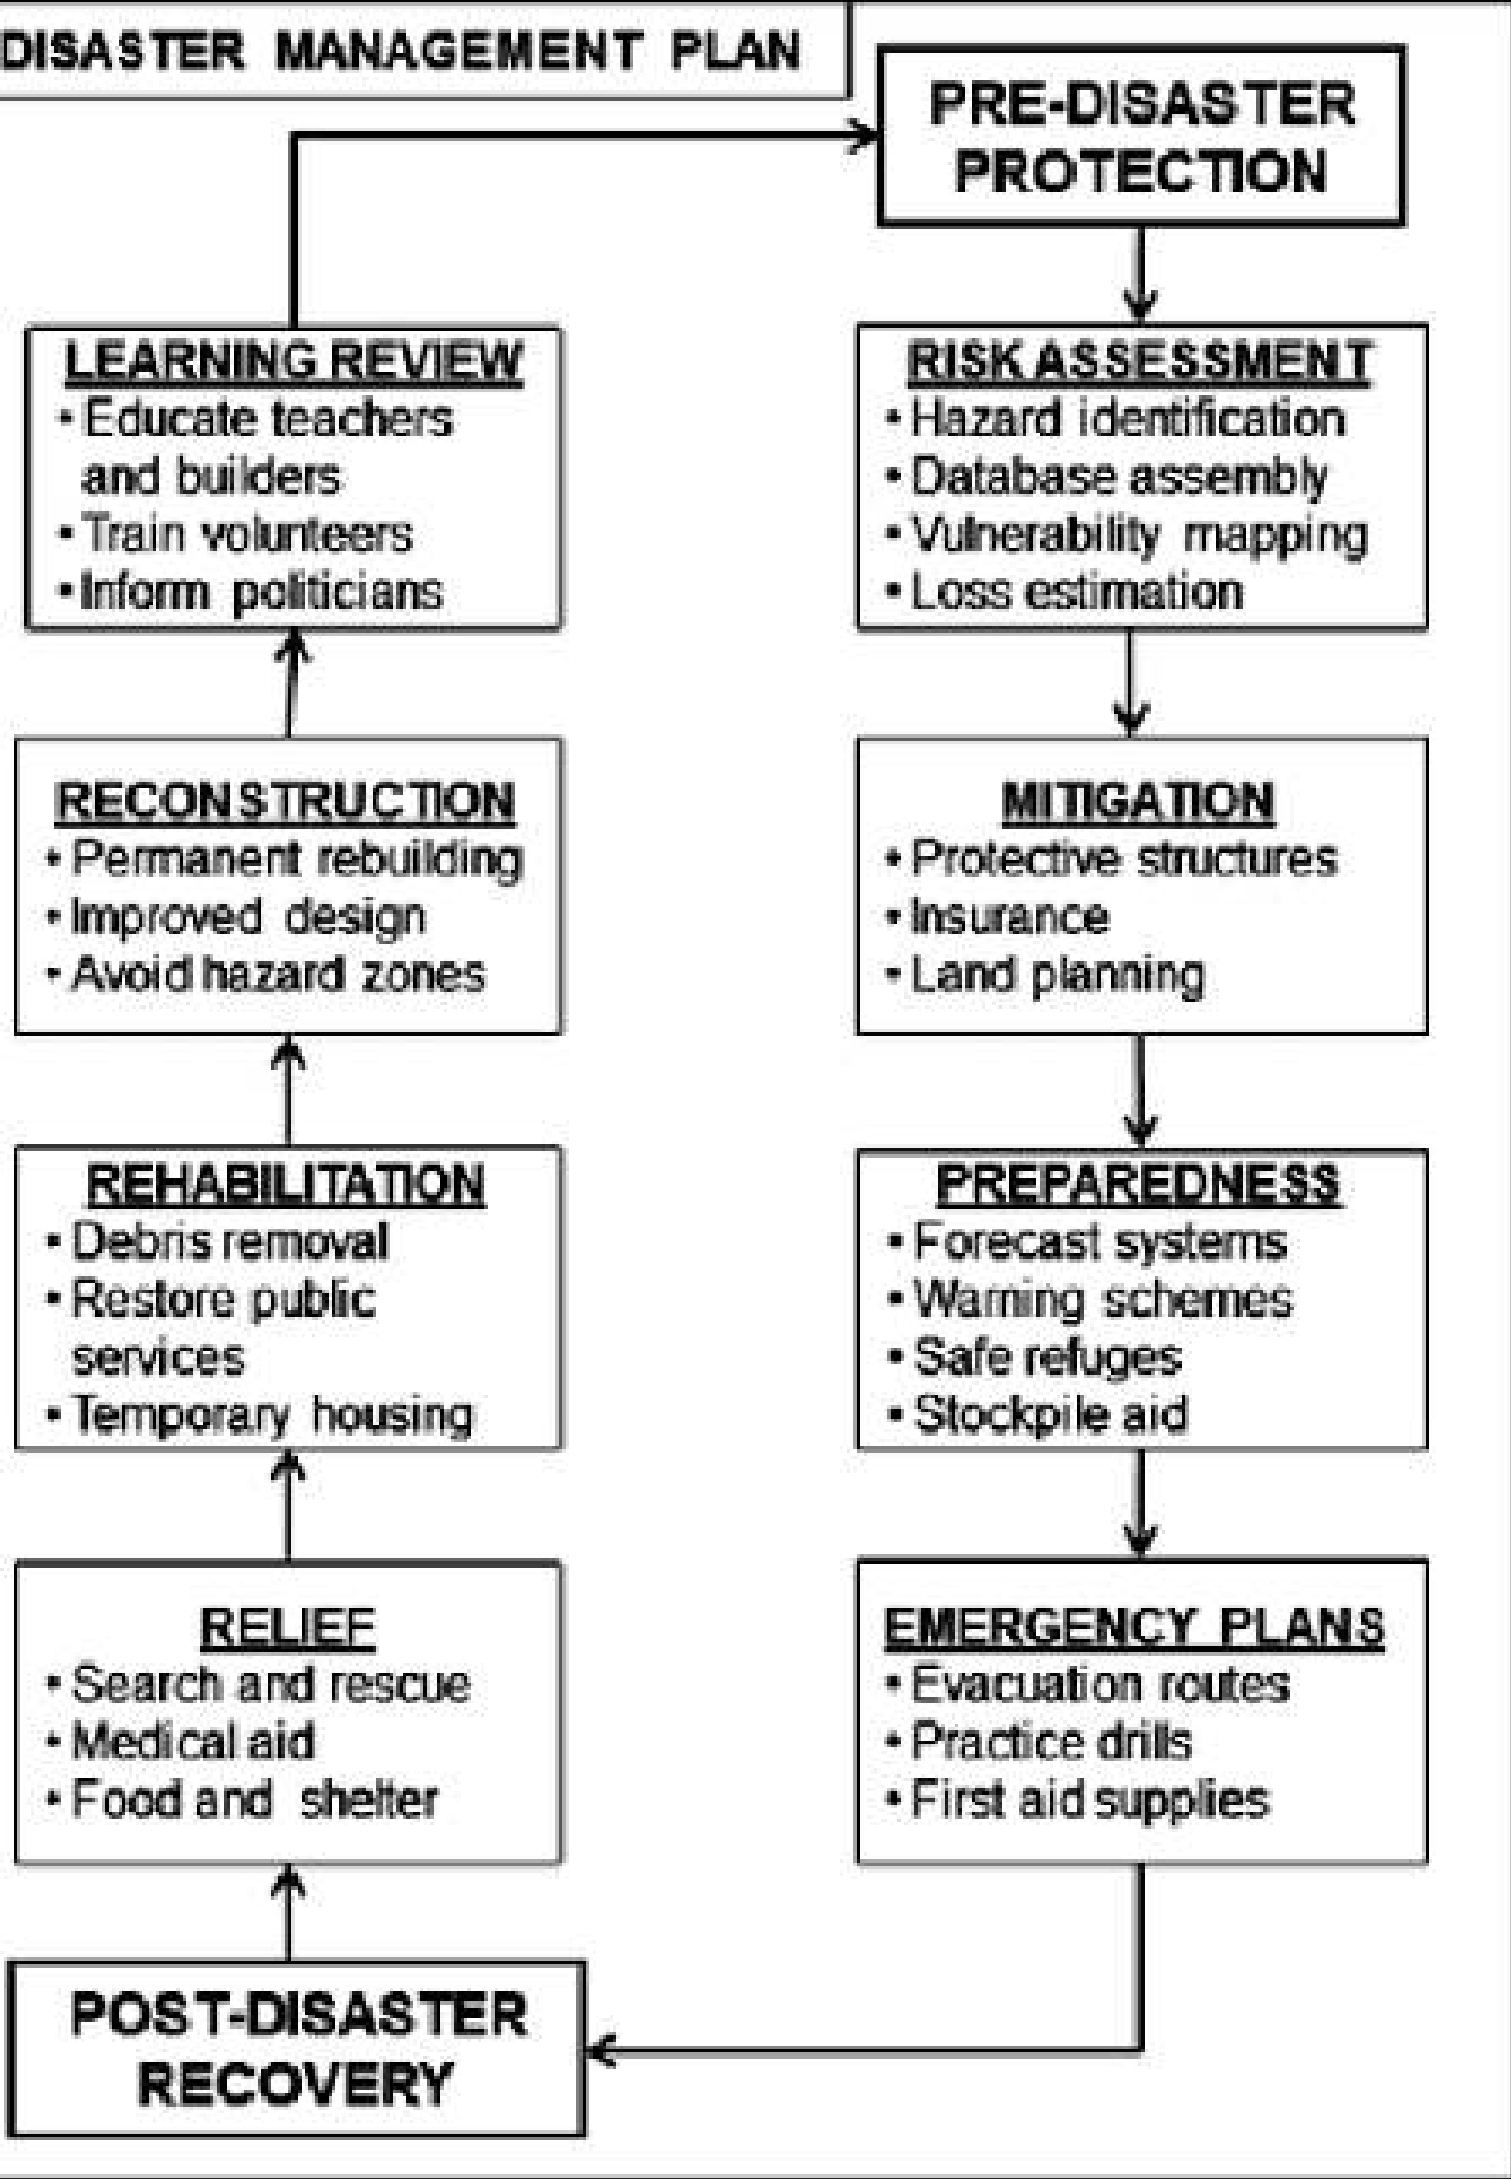 DISASTER MANAGEMENT PLAN
PRE-DISASTER
PROTECTION
RISK ASSESSMENT
• Hazard identification
• Database assembly
• Vulnerability mapping
• Loss estimation
MITIGATION
• Protective structures
• Insurance
• Land planning
PREPAREDNESS
• Forecast systems
• Warning schemes
• Safe refuges
• Stockpile aid
EMERGENCY PLANS
• Evacuation routes
• Practice drills
• First aid supplies
POST-DISASTER
RECOVERY
RELIEF
• Search and rescue
• Medical aid
• Food and shelter
REHABILITATION
• Debris removal
• Restore public
services
• Temporary housing
RECONSTRUCTION
• Permanent rebuilding
• Improved design
• Avoid hazard zones
LEARNING REVIEW
• Educate teachers
and builders
• Train volunteers
• Inform politicians